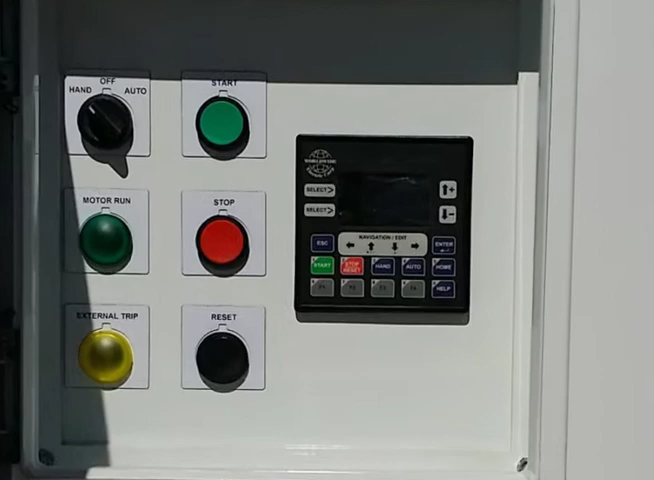 OFF
HAND
AUTO
START
MOTOR RUN
STOP
EXTERNAL TRIP
RESET
WORLDWIDE
SELECT>
SELECT>
+
-
NAVIGATION / EDIT
ESC
ENTER
START
STOP
RESET
HAND
AUTO
HOME
F1
F2
F3
F4
HELP